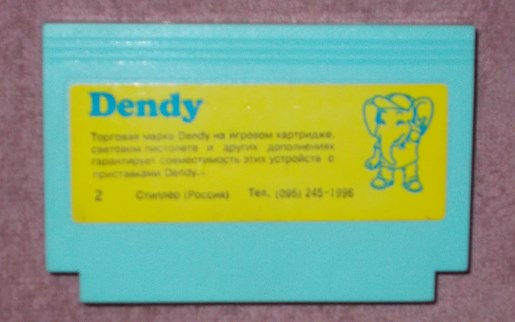 Dendy
Торговая марка Dendy на игровом картридже,
световом пистолете и других дополнениях
гарантирует совместимость этих устройств с
приставками Dendy.
2 Стиплер (Россия) Тел. (095) 245-1996